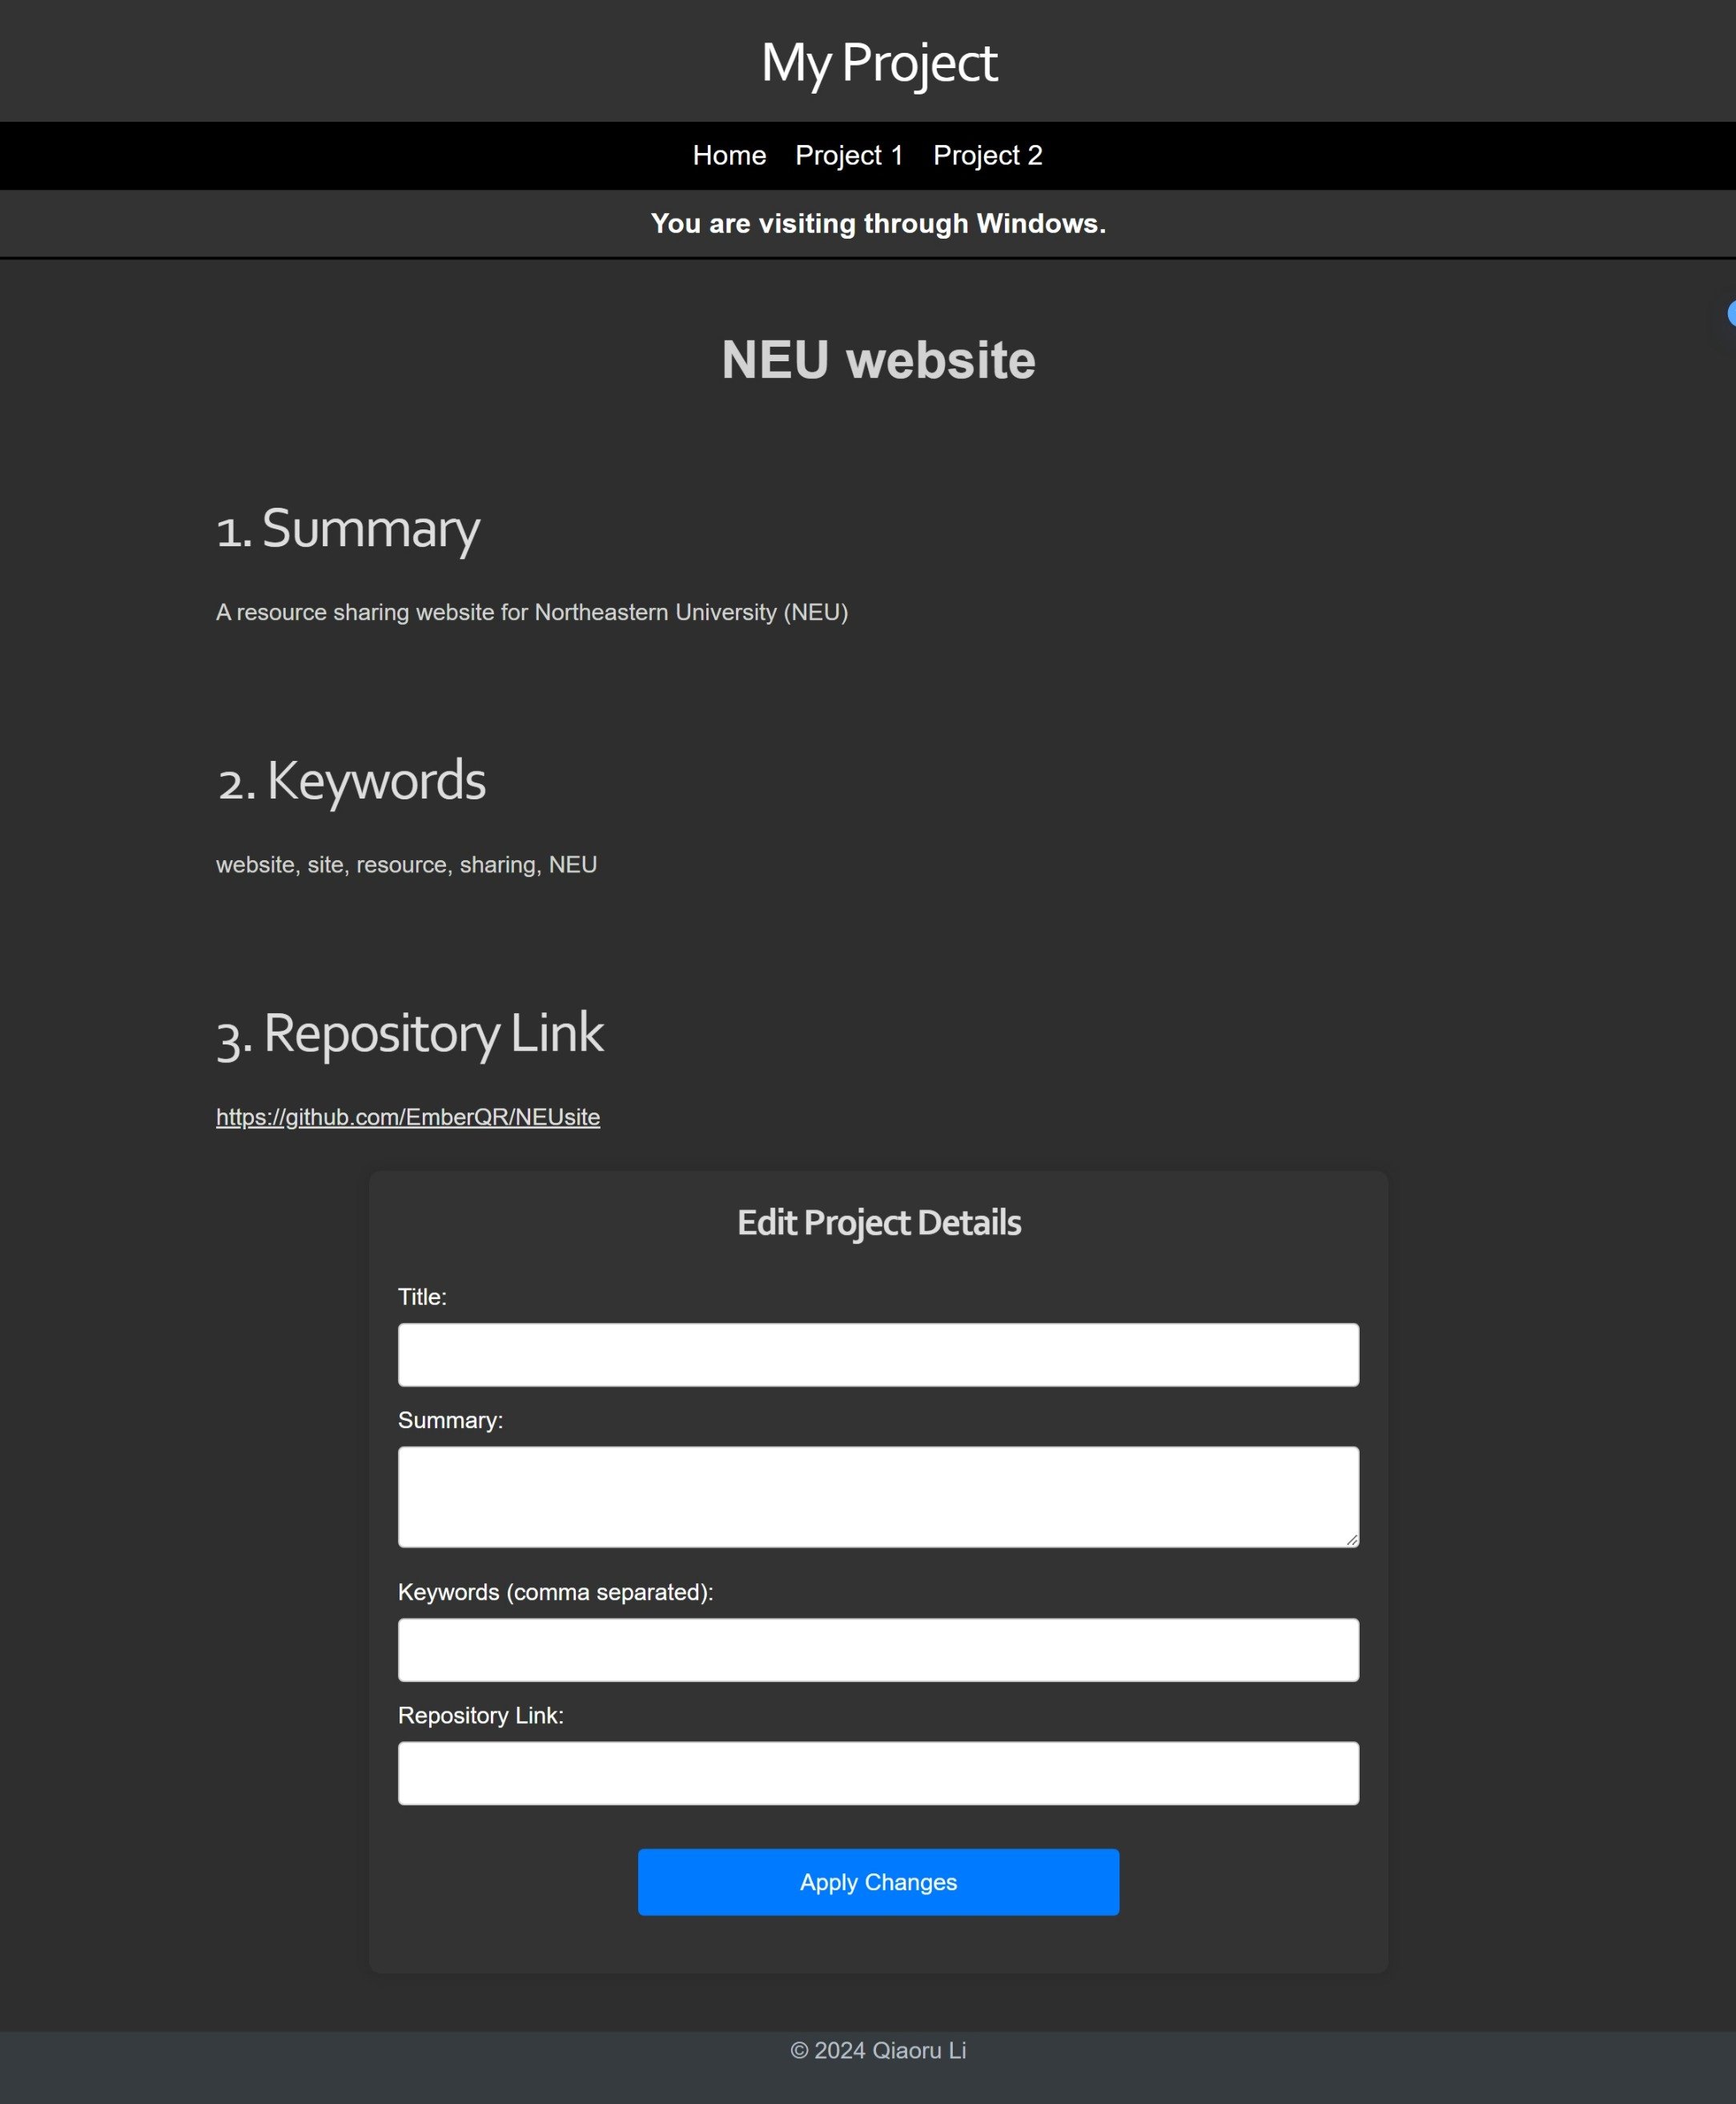 My Project
Home Project 1 Project 2
You are visiting through Windows.
NEU website
1. Summary
A resource sharing website for Northeastern University (NEU)
2. Keywords
website, site, resource, sharing, NEU
3. Repository Link
https://github.com/EmberQR/NEUsite
Edit Project Details
Title:
Summary:
Keywords (comma separated):
Repository Link:
Apply Changes
© 2024 Qiaoru Li